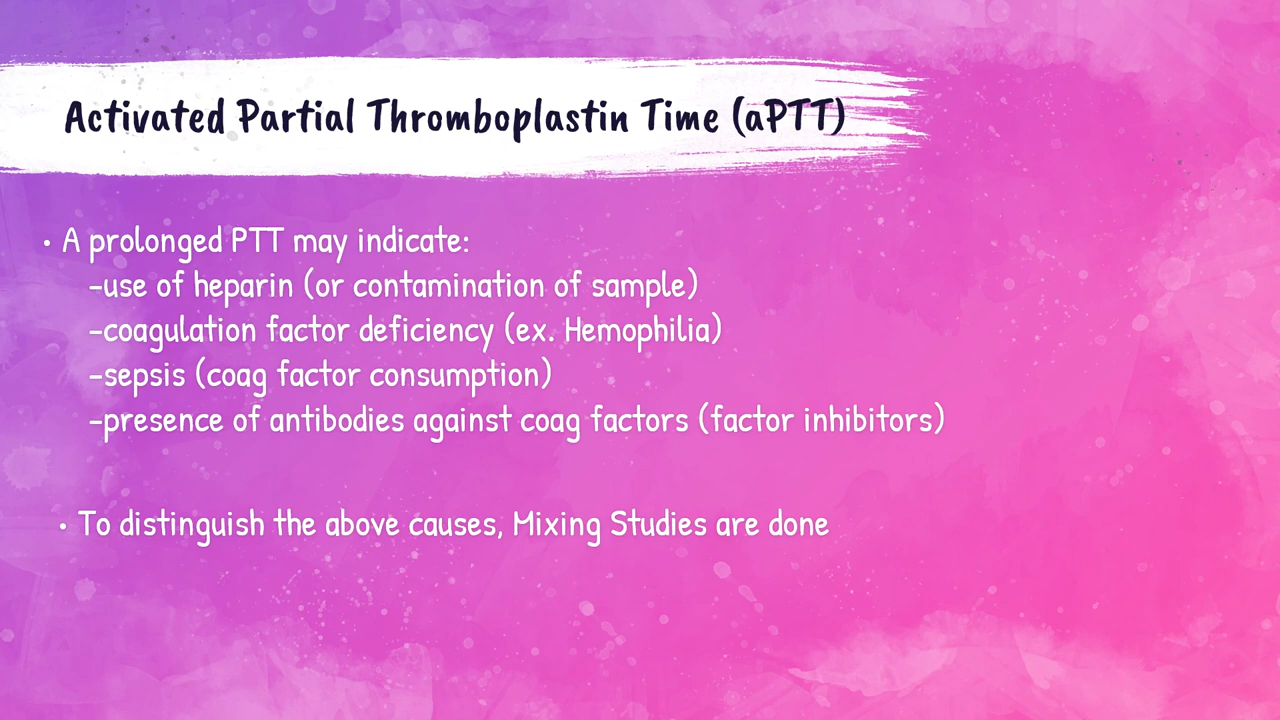 Activated Partial Thromboplastin Time (aPTT)
• A prolonged PTT may indicate:
-use of heparin (or contamination of sample)
-coagulation factor deficiency (ex. Hemophilia)
-sepsis (coag factor consumption)
-presence of antibodies against coag factors (factor inhibitors)
• To distinguish the above causes, Mixing Studies are done